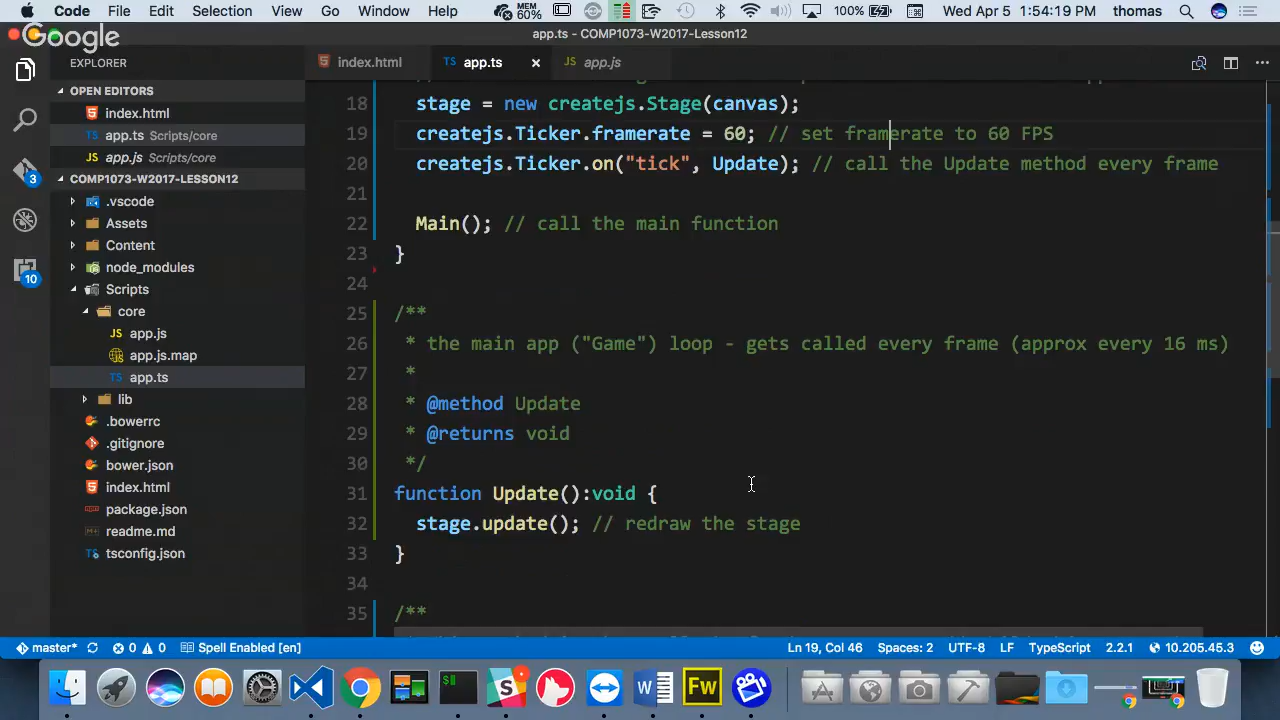 Code File Edit Selection View Go Window Help MEM 60% 100% Wed Apr 5 1:54:19 PM thomas
Google
app.ts - COMP1073-W2017-Lesson12
EXPLORER
index.html app.ts app.js
OPEN EDITORS
index.html
app.ts Scripts/core
app.js Scripts/core
COMP1073-W2017-LESSON12
.vscode
Assets
Content
node_modules
Scripts
core
app.js
app.js.map
app.ts
lib
.bowerrc
.gitignore
bower.json
index.html
package.json
readme.md
tsconfig.json
3
10
18 stage = new createjs.Stage(canvas);
19 createjs.Ticker.framerate = 60; // set framerate to 60 FPS
20 createjs.Ticker.on("tick", Update); // call the Update method every frame
21
22 Main(); // call the main function
23 }
24
25 /**
26 * the main app ("Game") loop - gets called every frame (approx every 16 ms)
27 *
28 * @method Update
29 * @returns void
30 */
31 function Update():void {
32 stage.update(); // redraw the stage
33 }
34
35 /**
master* 0 0 Spell Enabled [en] Ln 19, Col 46 Spaces: 2 UTF-8 LF TypeScript 2.2.1 10.205.45.3
Fw